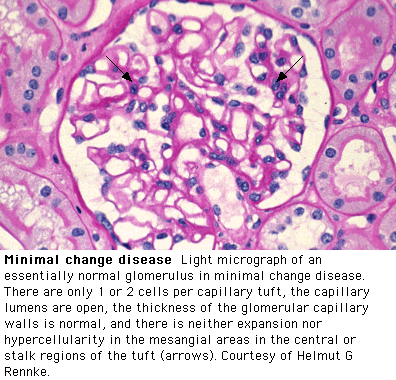 Minimal change disease Light micrograph of an
essentially normal glomerulus in minimal change disease.
There are only 1 or 2 cells per capillary tuft, the capillary
lumens are open, the thickness of the glomerular capillary
walls is normal, and there is neither expansion nor
hypercellularity in the mesangial areas in the central or
stalk regions of the tuft (arrows). Courtesy of Helmut G
Rennke.